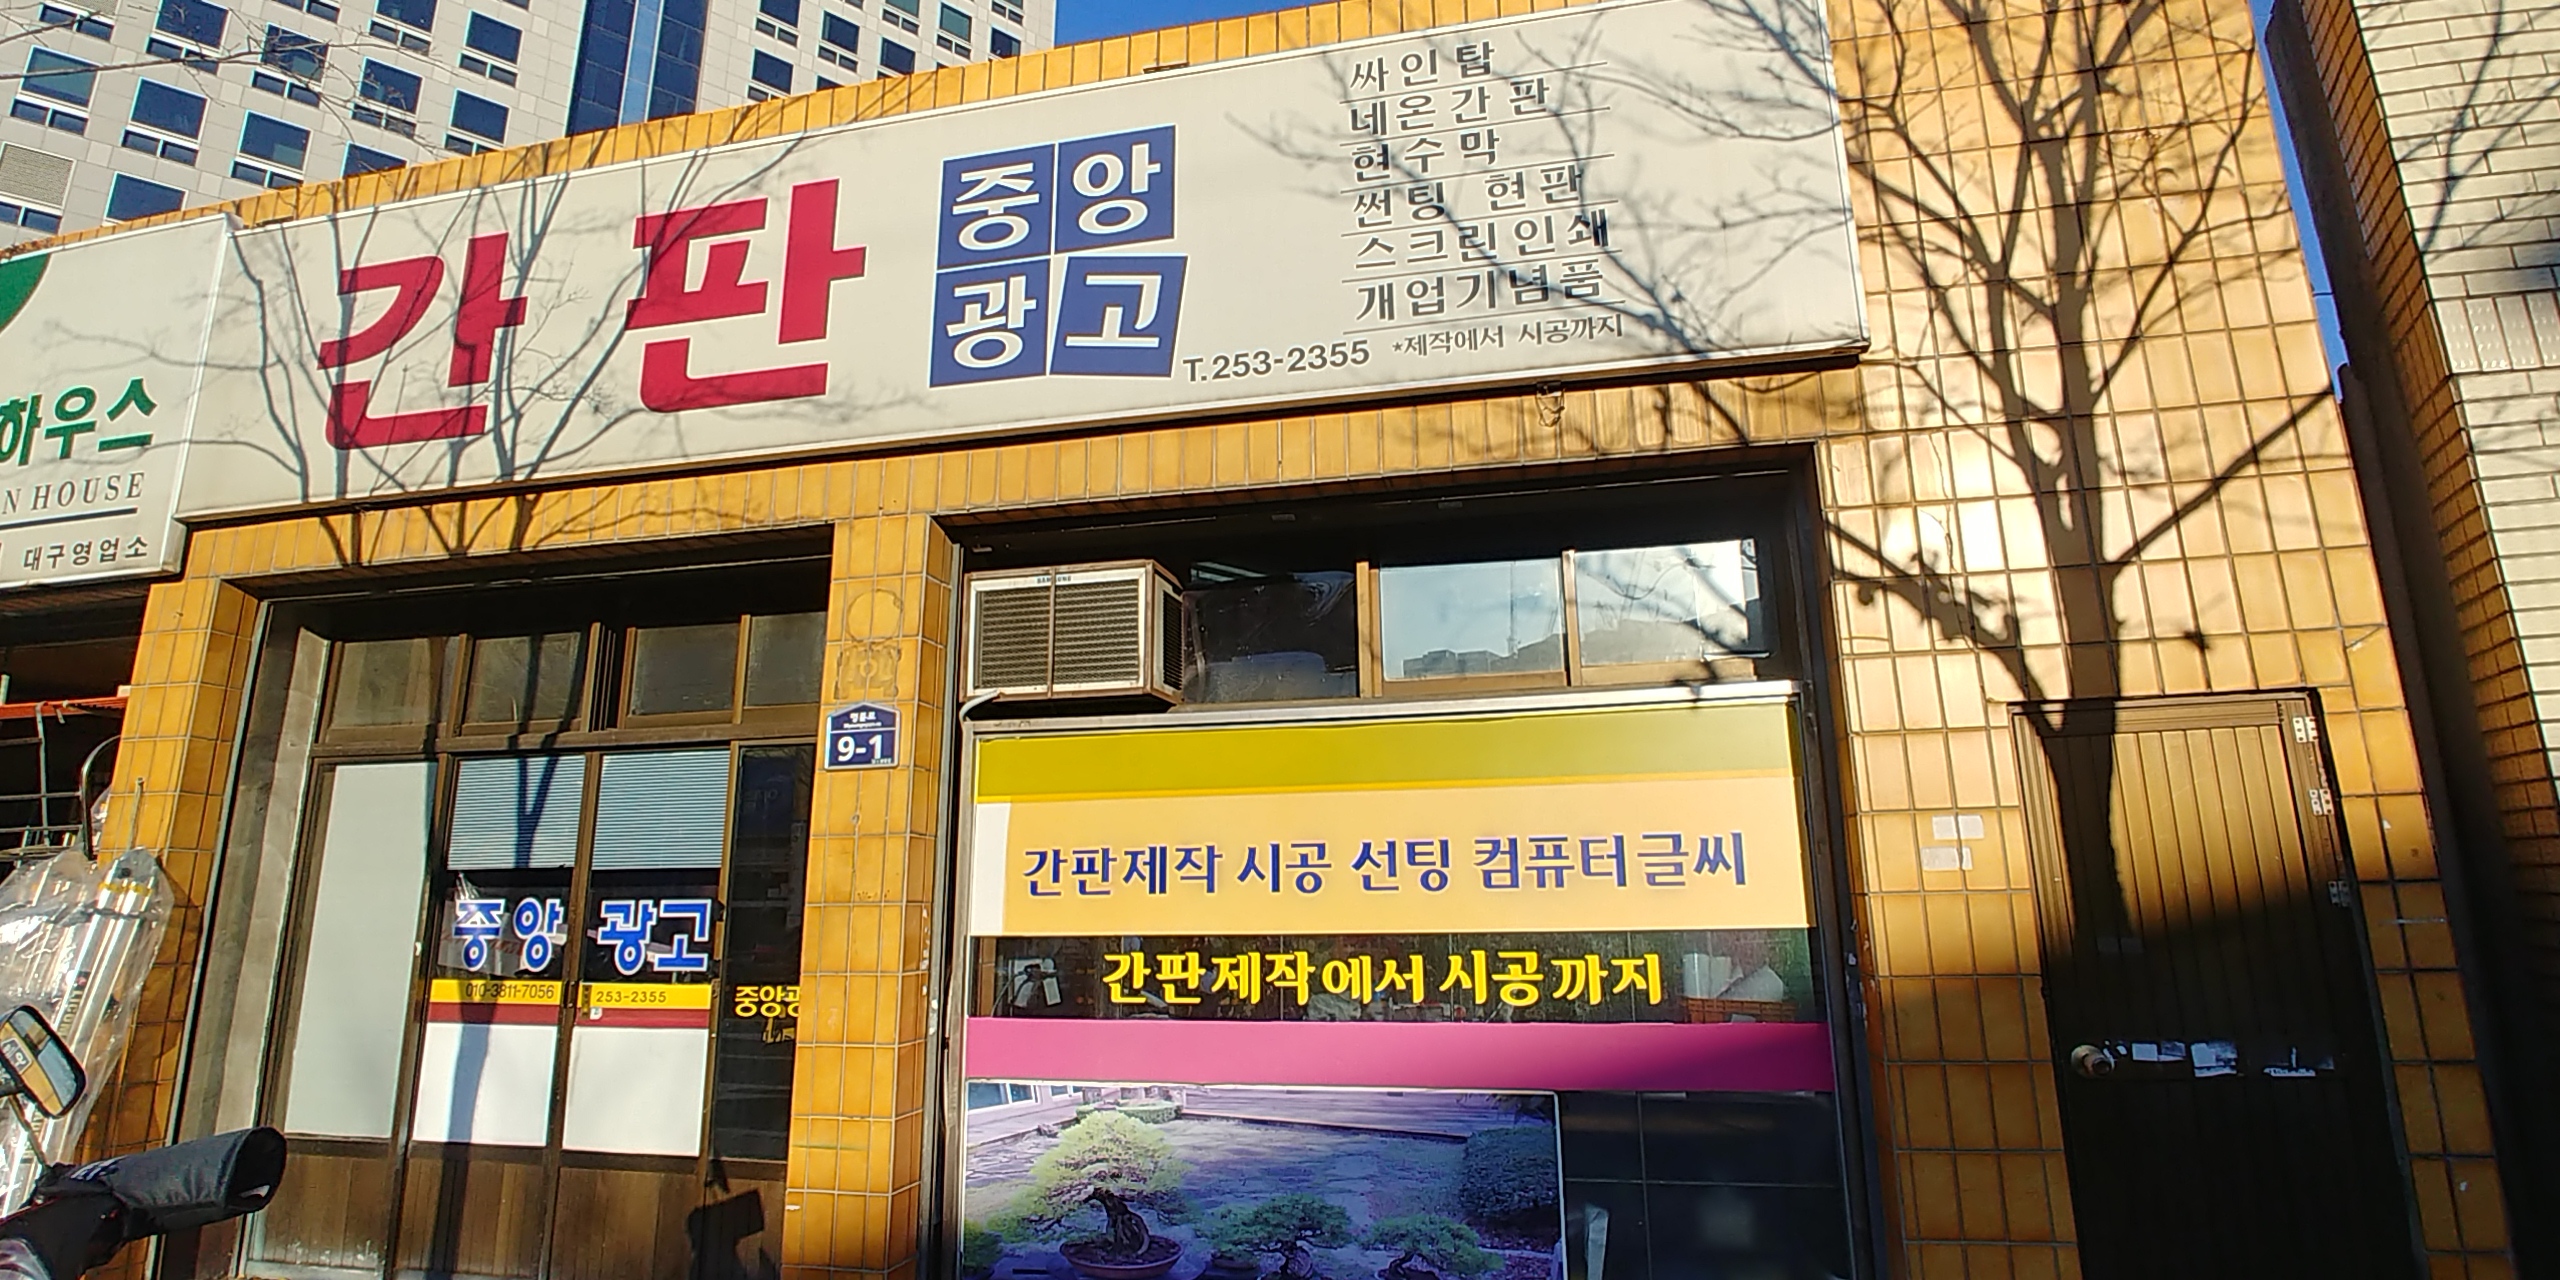 간판
중앙
광고
싸인탑
네온간판
현수막
썬팅 현판
스크린인쇄
개업기념품
T.253-2355 *제작에서 시공까지
하우스
N HOUSE
대구영업소
SAMSUNG
9-1
간판제작 시공 선팅 컴퓨터글씨
간판제작에서 시공까지
중앙 광고
010-3811-7056 253-2355
중앙광